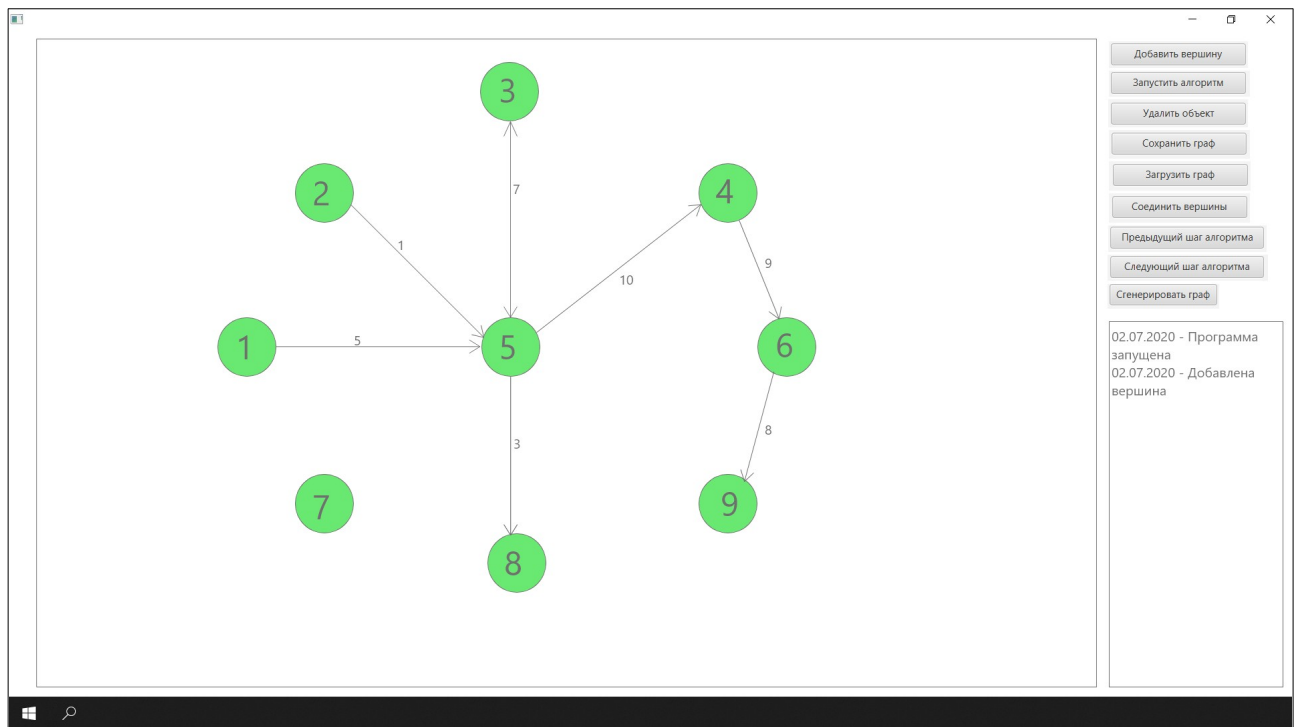 3
2
4
7
1
9
10
1
5
5
6
3
8
7
9
8
Добавить вершину
Запустить алгоритм
Удалить объект
Сохранить граф
Загрузить граф
Соединить вершины
Предыдущий шаг алгоритма
Следующий шаг алгоритма
Сгенерировать граф
02.07.2020 - Программа
запущена
02.07.2020 - Добавлена
вершина